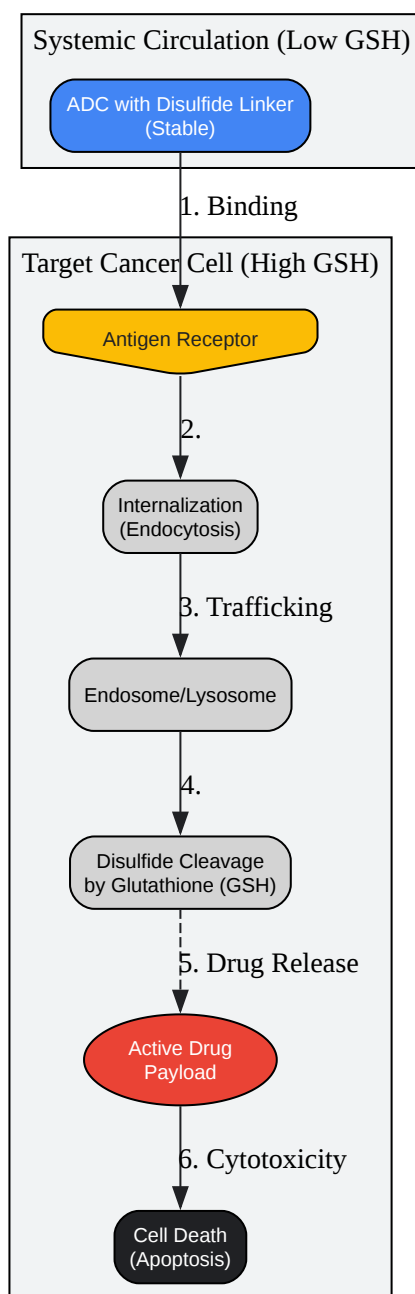 Systemic Circulation (Low GSH)
ADC with Disulfide Linker
(Stable)
1. Binding
Target Cancer Cell (High GSH)
Antigen Receptor
2.
Internalization
(Endocytosis)
3. Trafficking
Endosome/Lysosome
4.
Disulfide Cleavage
by Glutathione (GSH)
5. Drug Release
Active Drug
Payload
6. Cytotoxicity
Cell Death
(Apoptosis)